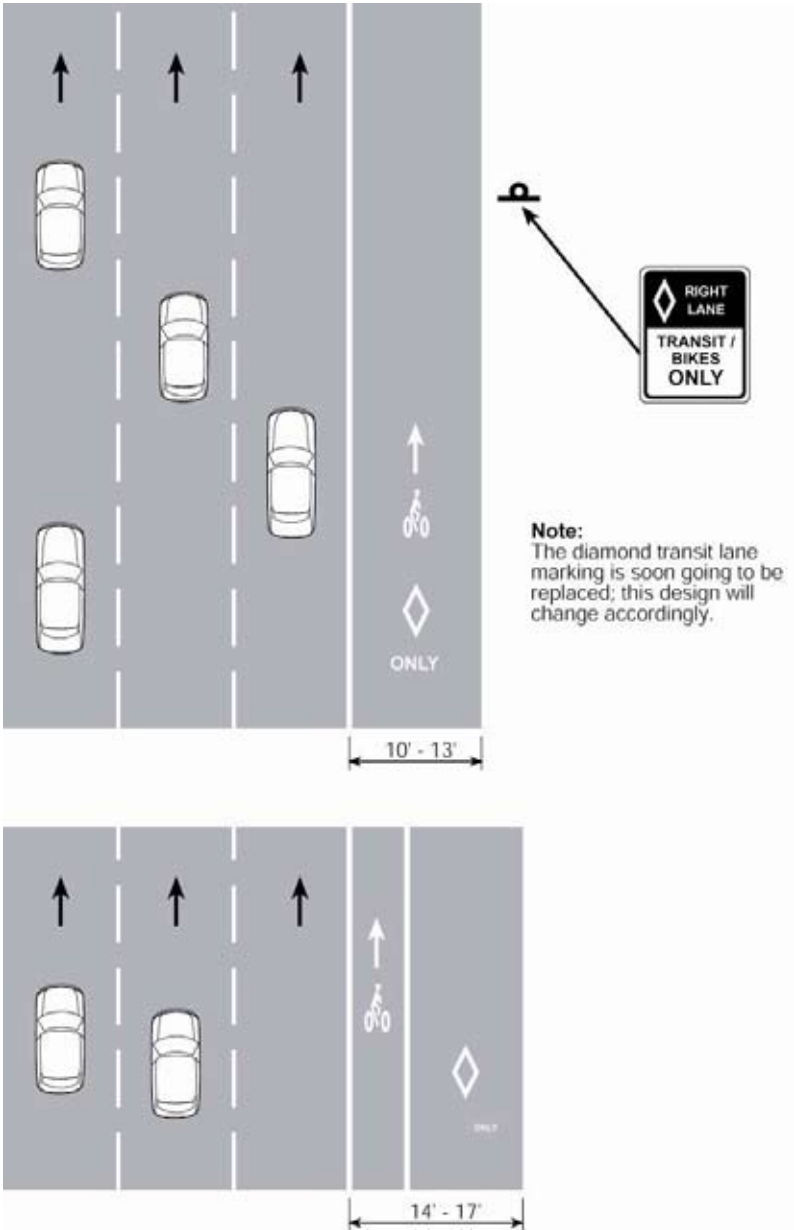 RIGHT
LANE
TRANSIT /
BIKES
ONLY
Note:
The diamond transit lane
marking is soon going to be
replaced; this design will
change accordingly.
ONLY
10' - 13'
ONLY
14' - 17'